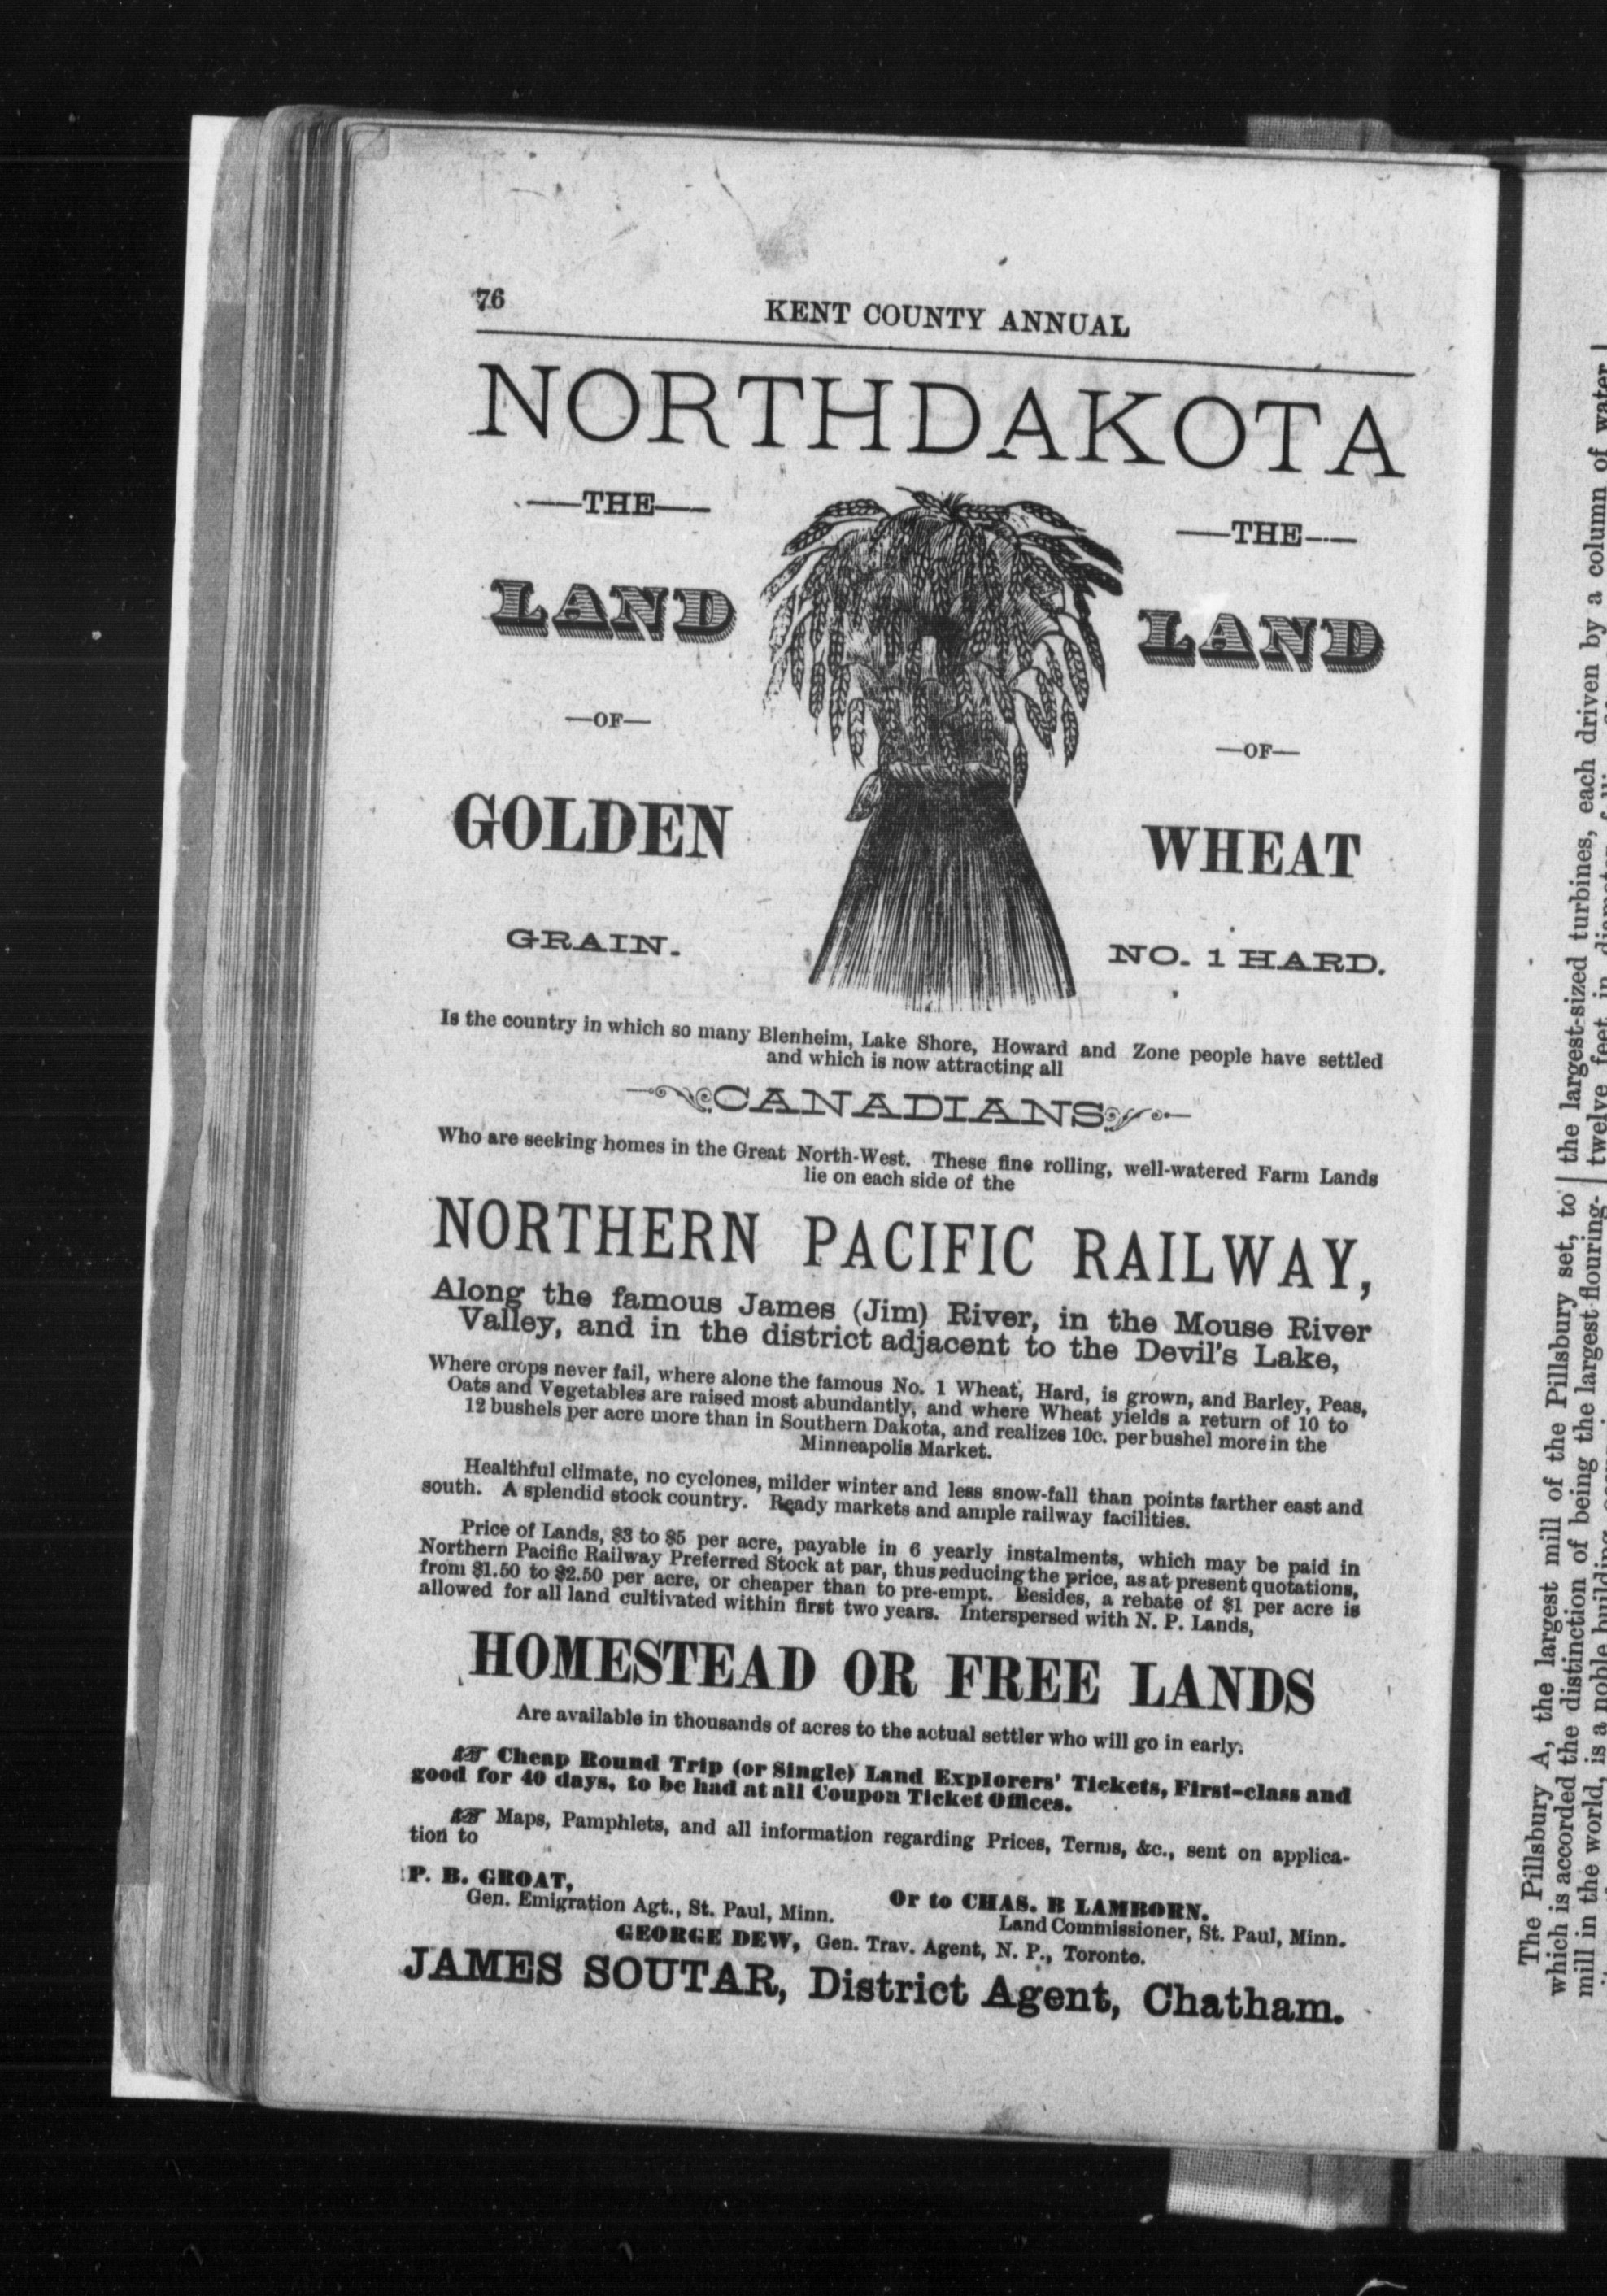 76
KENT COUNTY ANNUAL
NORTHDAKOTA
—THE—
LAND
—OF—
GOLDEN
GRAIN.
—THE—
LAND
—OF—
WHEAT
NO. 1 HARD.
Is the country in which so many Blenheim, Lake Shore, Howard and Zone people have settled
and which is now attracting all
CANADIANS
Who are seeking homes in the Great North-West. These fine rolling, well-watered Farm Lands
lie on each side of the
NORTHERN PACIFIC RAILWAY,
Along the famous James (Jim) River, in the Mouse River
Valley, and in the district adjacent to the Devil's Lake,
Where crops never fail, where alone the famous No. 1 Wheat, Hard, is grown, and Barley, Peas,
Oats and Vegetables are raised most abundantly, and where Wheat yields a return of 10 to
12 bushels per acre more than in Southern Dakota, and realizes 10c. per bushel more in the
Minneapolis Market.
Healthful climate, no cyclones, milder winter and less snow-fall than points farther east and
south. A splendid stock country. Ready markets and ample railway facilities.
Price of Lands, $3 to $5 per acre, payable in 6 yearly instalments, which may be paid in
Northern Pacific Railway Preferred Stock at par, thus reducing the price, as at present quotations,
from $1.50 to $2.50 per acre, or cheaper than to pre-empt. Besides, a rebate of $1 per acre is
allowed for all land cultivated within first two years. Interspersed with N. P. Lands,
HOMESTEAD OR FREE LANDS
Are available in thousands of acres to the actual settler who will go in early.
☞ Cheap Round Trip (or Single) Land Explorers' Tickets, First-class and
good for 40 days, to be had at all Coupon Ticket Offices.
☞ Maps, Pamphlets, and all information regarding Prices, Terms, &c., sent on applica-
tion to
P. B. GROAT,
Gen. Emigration Agt., St. Paul, Minn.
Or to CHAS. B LAMBORN.
Land Commissioner, St. Paul, Minn.
GEORGE DEW, Gen. Trav. Agent, N. P., Toronto.
JAMES SOUTAR, District Agent, Chatham.
The Pillsbury A, the largest mill of the Pillsbury set, to
which is accorded the distinction of being the largest flouring-
mill in the world, is a noble building
the largest-sized turbines, each driven by a column of water
twelve feet in